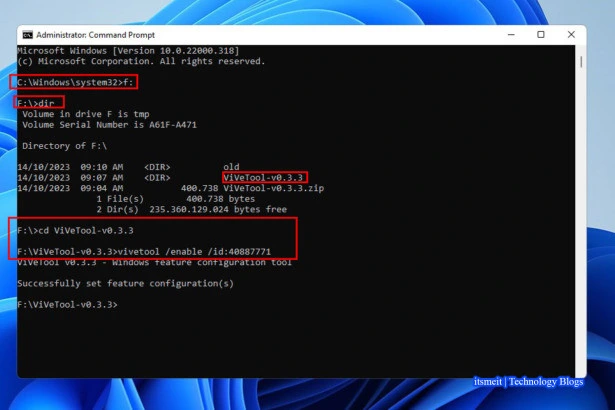 Administrator: Command Prompt
Microsoft Windows [Version 10.0.22000.318]
(c) Microsoft Corporation. All rights reserved.
C:\Windows\system32>f:
F:\>dir
Volume in drive F is tmp
Volume Serial Number is A61F-A471
Directory of F:\
14/10/2023 09:10 AM <DIR> old
14/10/2023 09:07 AM <DIR> ViVeTool-v0.3.3
14/10/2023 09:04 AM 400.738 ViVeTool-v0.3.3.zip
1 File(s) 400.738 bytes
2 Dir(s) 235.360.129.024 bytes free
F:\>cd ViVeTool-v0.3.3
F:\ViVeTool-v0.3.3>vivetool /enable /id:40887771
ViVeTool v0.3.3 - Windows feature configuration tool
Successfully set feature configuration(s)
F:\ViVeTool-v0.3.3>
itsmeit | Technology Blogs